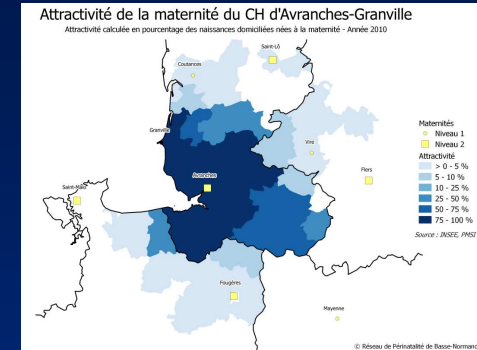 Attractivité de la maternité du CH d'Avranches-Granville
Attractivité calculée en pourcentage des naissances domiciliées nées à la maternité - Année 2010
Saint-Lô
Coutances
Granville
Vire
Avranches
Flers
Saint-Malo
Fougères
Mayenne
Maternités
Niveau 1
Niveau 2
Attractivité
> 0 - 5 %
5 - 10 %
10 - 25 %
25 - 50 %
50 - 75 %
75 - 100 %
Source : INSEE, PMSI
© Réseau de Périnatalité de Basse-Normand